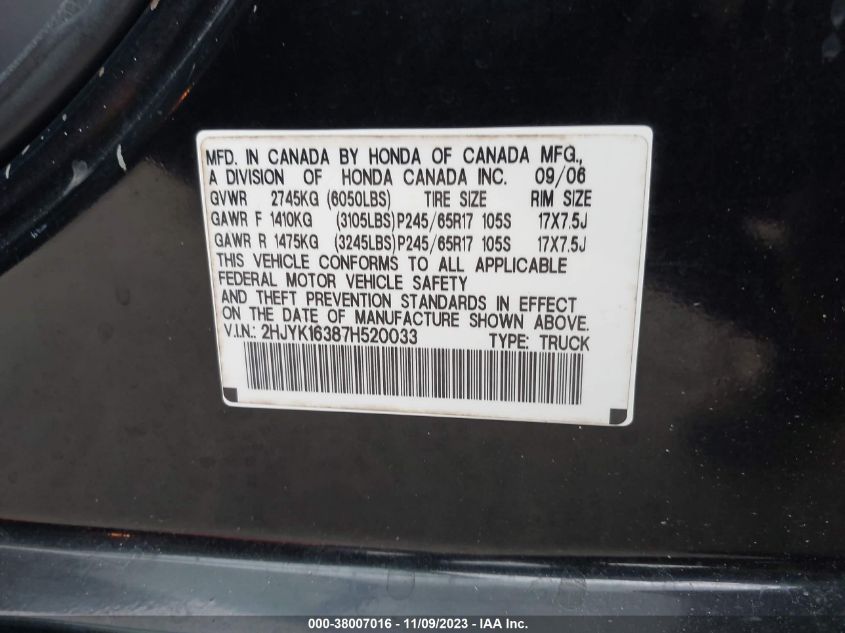 MFD. IN CANADA BY HONDA OF CANADA MFG.,
A DIVISION OF HONDA CANADA INC. 09/06
GVWR 2745KG (6050LBS) TIRE SIZE RIM SIZE
GAWR F 1410KG (3105LBS)P245/65R17 105S 17X7.5J
GAWR R 1475KG (3245LBS)P245/65R17 105S 17X7.5J
THIS VEHICLE CONFORMS TO ALL APPLICABLE
FEDERAL MOTOR VEHICLE SAFETY
AND THEFT PREVENTION STANDARDS IN EFFECT
ON THE DATE OF MANUFACTURE SHOWN ABOVE.
V.I.N.: 2HJYK16387H520033 TYPE: TRUCK
000-38007016 - 11/09/2023 - IAA Inc.